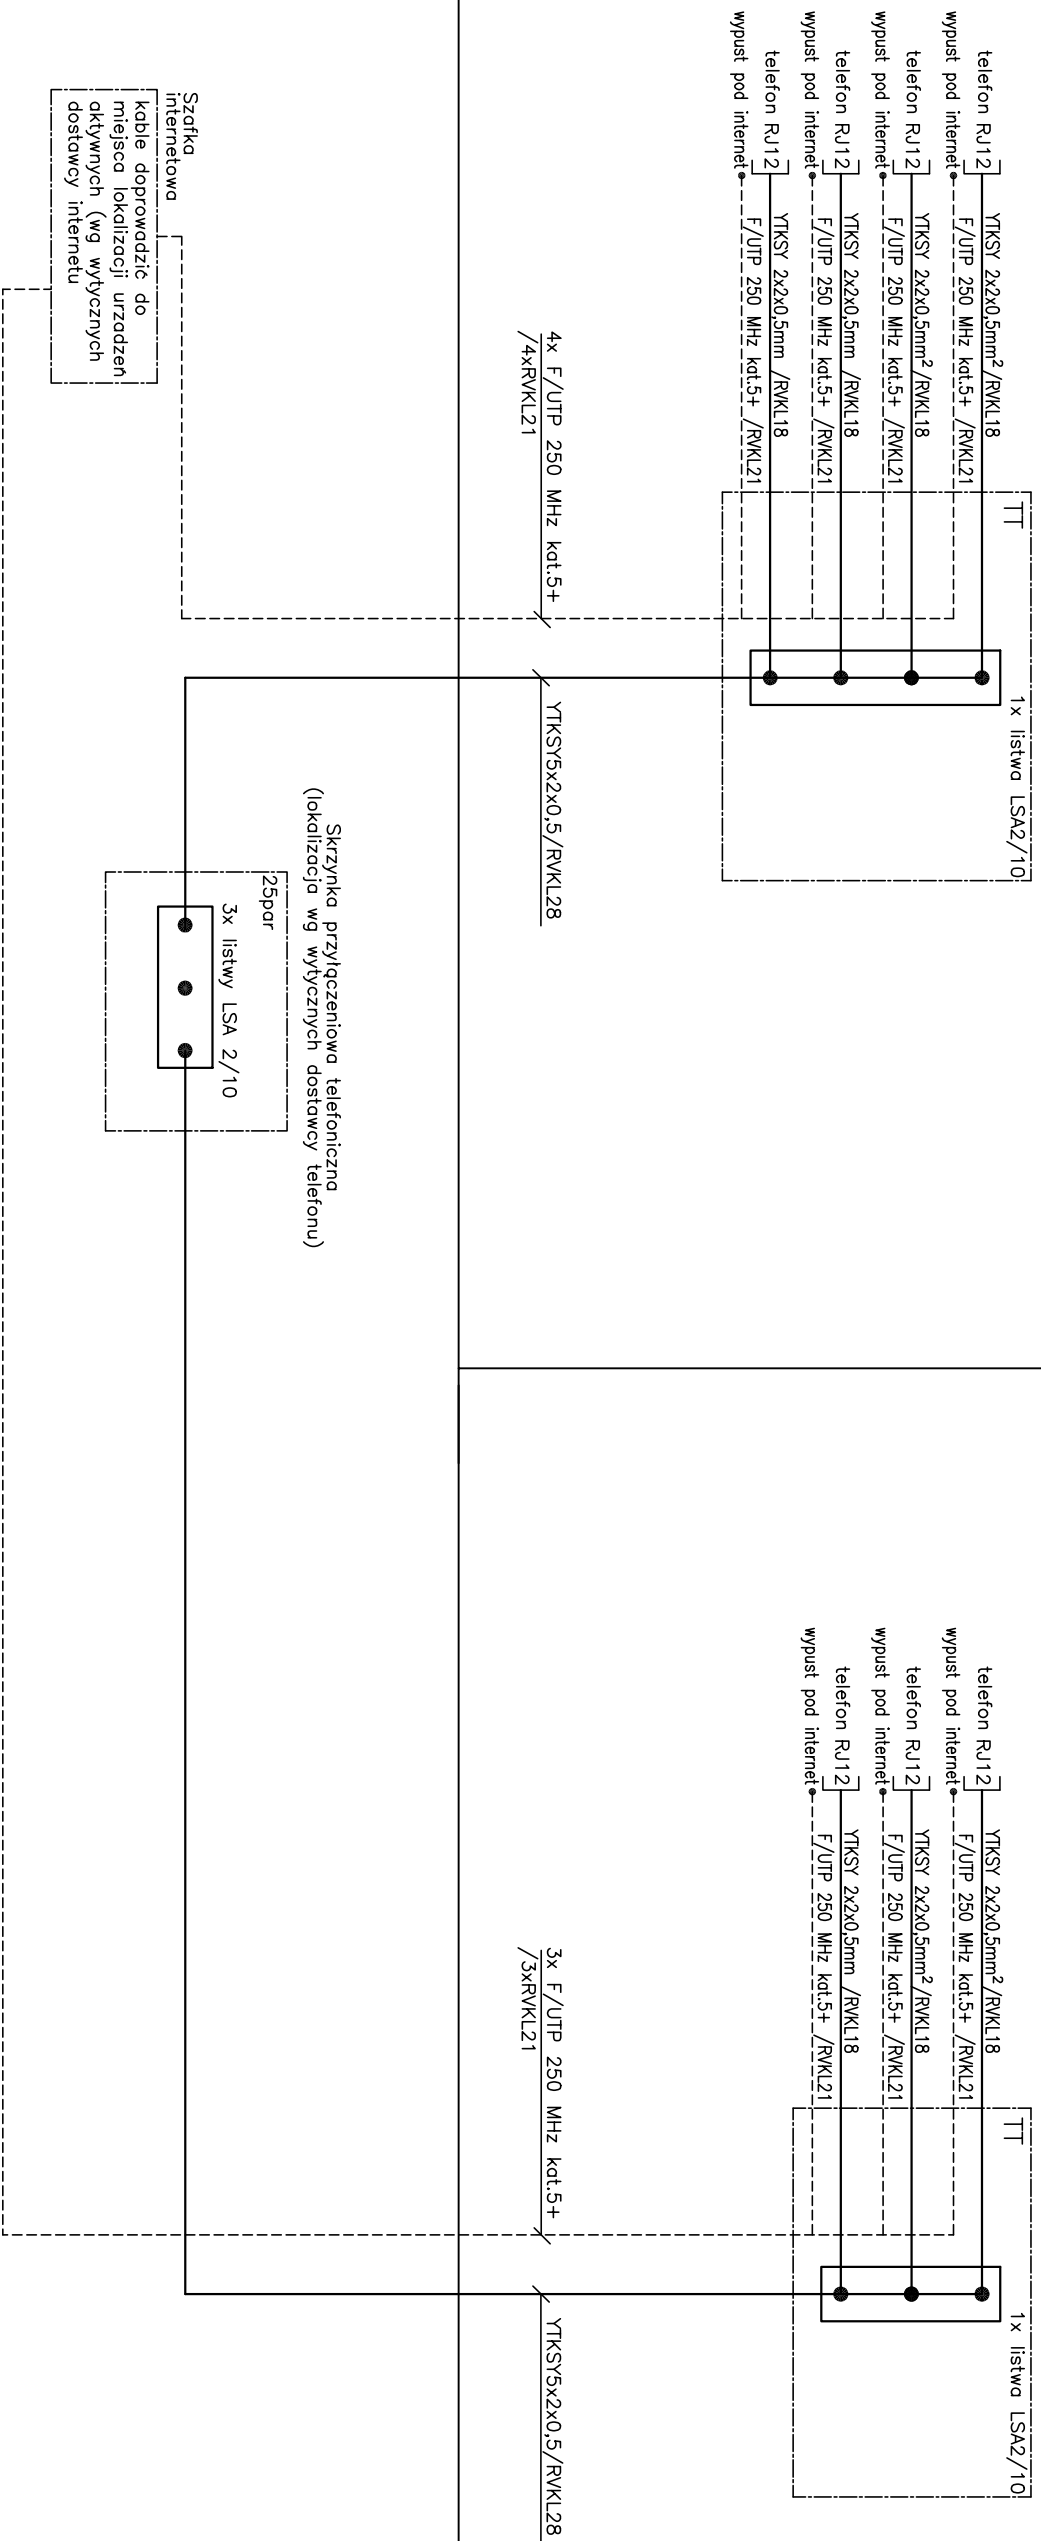 TT
1x listwa LSA2/10
telefon RJ12
YTKSY 2x2x0,5mm² /RVKL18
wypust pod internet
F/UTP 250 MHz kat.5+ /RVKL21
telefon RJ12
YTKSY 2x2x0,5mm² /RVKL18
wypust pod internet
F/UTP 250 MHz kat.5+ /RVKL21
telefon RJ12
YTKSY 2x2x0,5mm /RVKL18
wypust pod internet
F/UTP 250 MHz kat.5+ /RVKL21
telefon RJ12
YTKSY 2x2x0,5mm /RVKL18
wypust pod internet
F/UTP 250 MHz kat.5+ /RVKL21
4x F/UTP 250 MHz kat.5+
/4xRVKL21
YTKSY5x2x0,5/RVKL28
TT
1x listwa LSA2/10
telefon RJ12
YTKSY 2x2x0,5mm² /RVKL18
wypust pod internet
F/UTP 250 MHz kat.5+ /RVKL21
telefon RJ12
YTKSY 2x2x0,5mm² /RVKL18
wypust pod internet
F/UTP 250 MHz kat.5+ /RVKL21
telefon RJ12
YTKSY 2x2x0,5mm /RVKL18
wypust pod internet
F/UTP 250 MHz kat.5+ /RVKL21
3x F/UTP 250 MHz kat.5+
/3xRVKL21
YTKSY5x2x0,5/RVKL28
Skrzynka przyłączeniowa telefoniczna
(lokalizacja wg wytycznych dostawcy telefonu)
25par
3x listwy LSA 2/10
Szafka
internetowa
kable doprowadzić do
miejsca lokalizacji urzadzeń
aktywnych (wg wytycznych
dostawcy internetu